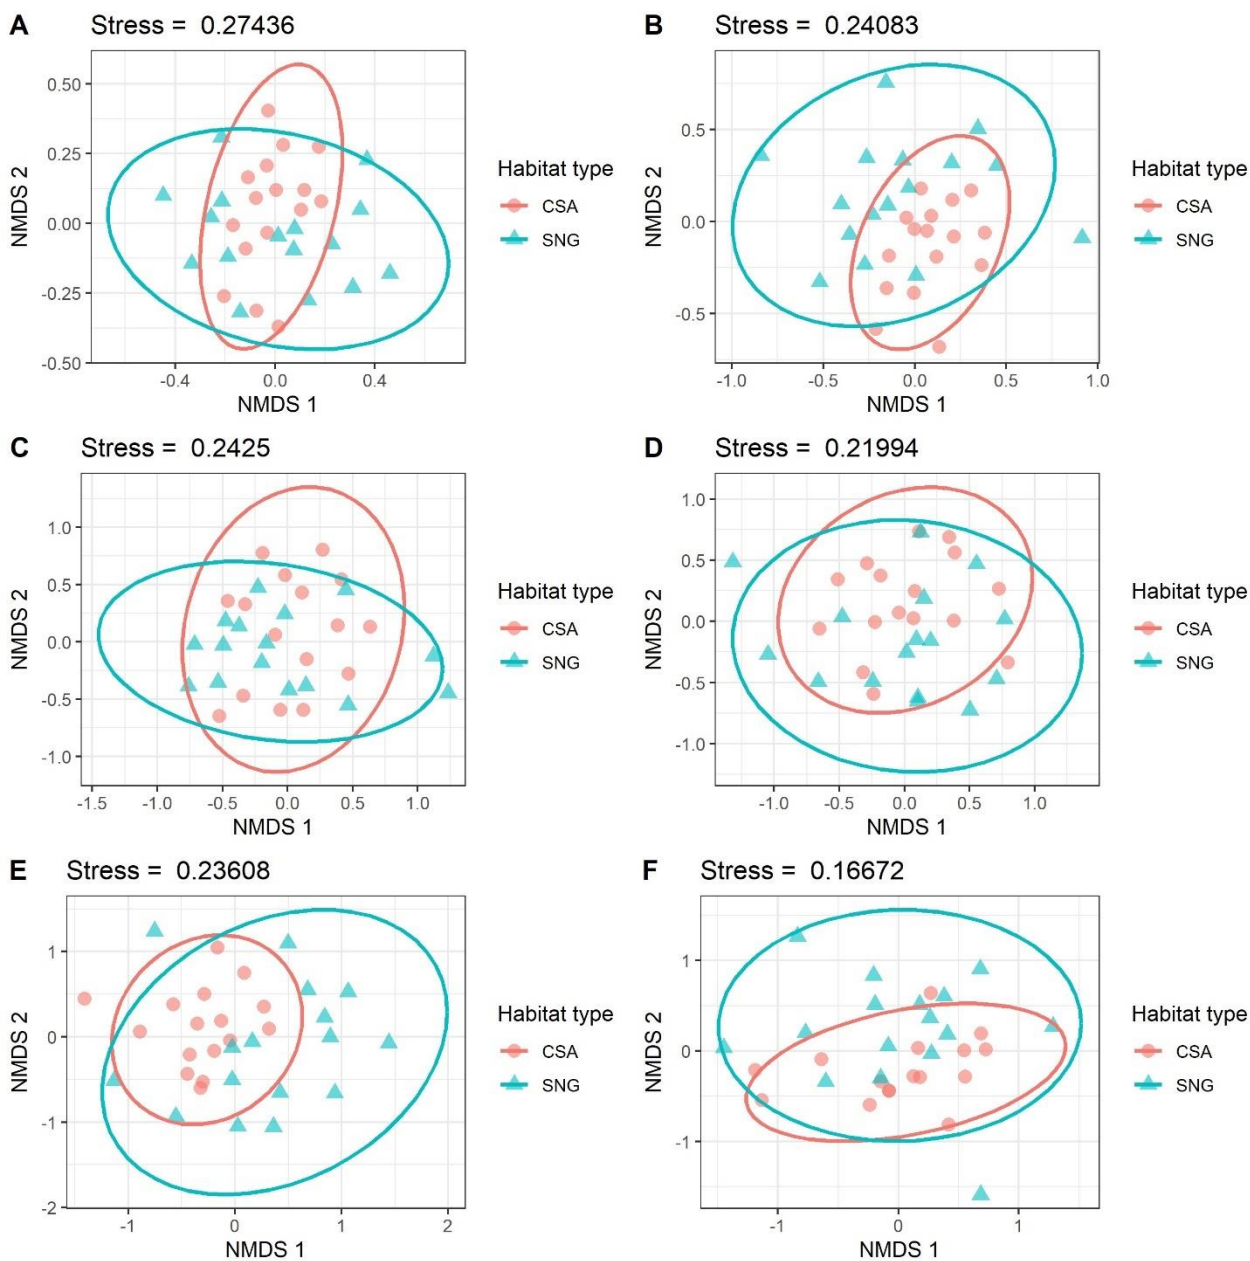 A Stress = 0.27436
0.50
0.25
0.00
-0.25
-0.50
NMDS 2
-0.4 0.0 0.4
NMDS 1
Habitat type
CSA
SNG
B Stress = 0.24083
0.5
0.0
-0.5
NMDS 2
-1.0 -0.5 0.0 0.5 1.0
NMDS 1
Habitat type
CSA
SNG
C Stress = 0.2425
1.0
0.5
0.0
-0.5
-1.0
NMDS 2
-1.5 -1.0 -0.5 0.0 0.5 1.0
NMDS 1
Habitat type
CSA
SNG
D Stress = 0.21994
1.0
0.5
0.0
-0.5
-1.0
NMDS 2
-1.0 -0.5 0.0 0.5 1.0
NMDS 1
Habitat type
CSA
SNG
E Stress = 0.23608
1
0
-1
-2
NMDS 2
-1 0 1 2
NMDS 1
Habitat type
CSA
SNG
F Stress = 0.16672
1
0
-1
NMDS 2
-1 0 1
NMDS 1
Habitat type
CSA
SNG